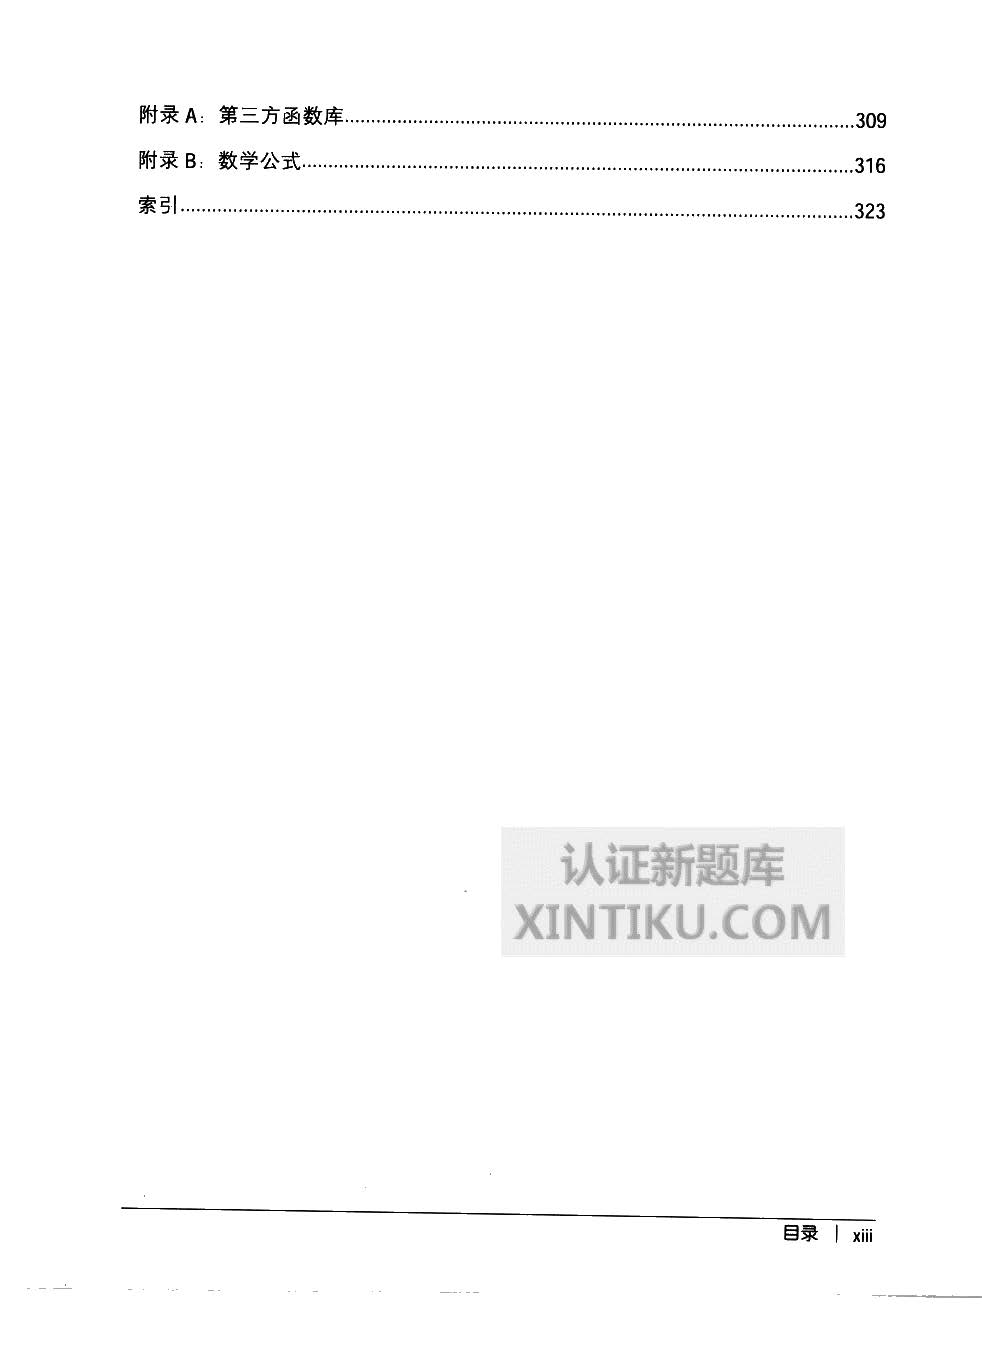 附录 A：第三方函数库................309
附录 B：数学公式................316
索引................323
认证新题库
XINTIKU.COM
目录 | xiii